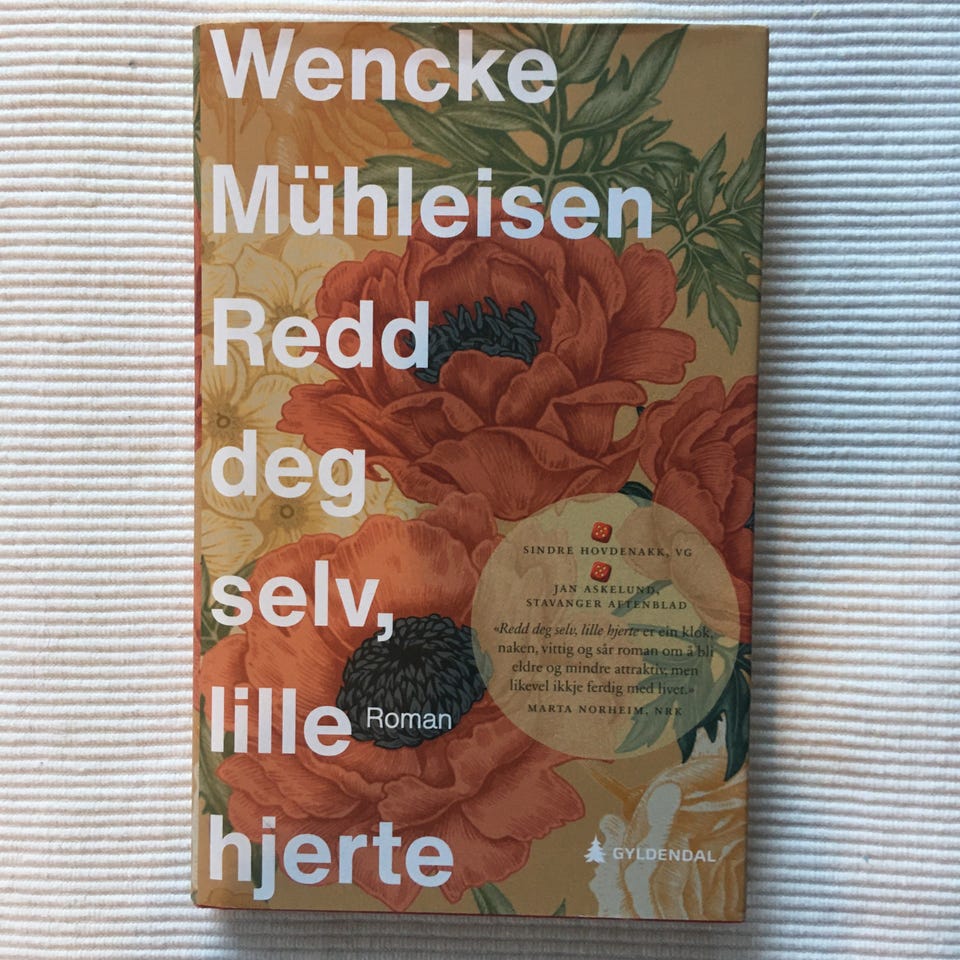 Wencke
Mühleisen
Redd
deg
selv,
lille
Roman
hjerte
SINDRE HOVDENAKK, VG
JAN ASKELUND,
STAVANGER AFTENBLAD
«Redd deg selv, lille hjerte er ein klok,
naken, vittig og sår roman om å bli
eldre og mindre attraktiv, men
likevel ikkje ferdig med livet.»
MARTA NORHEIM, NRK
GYLDENDAL